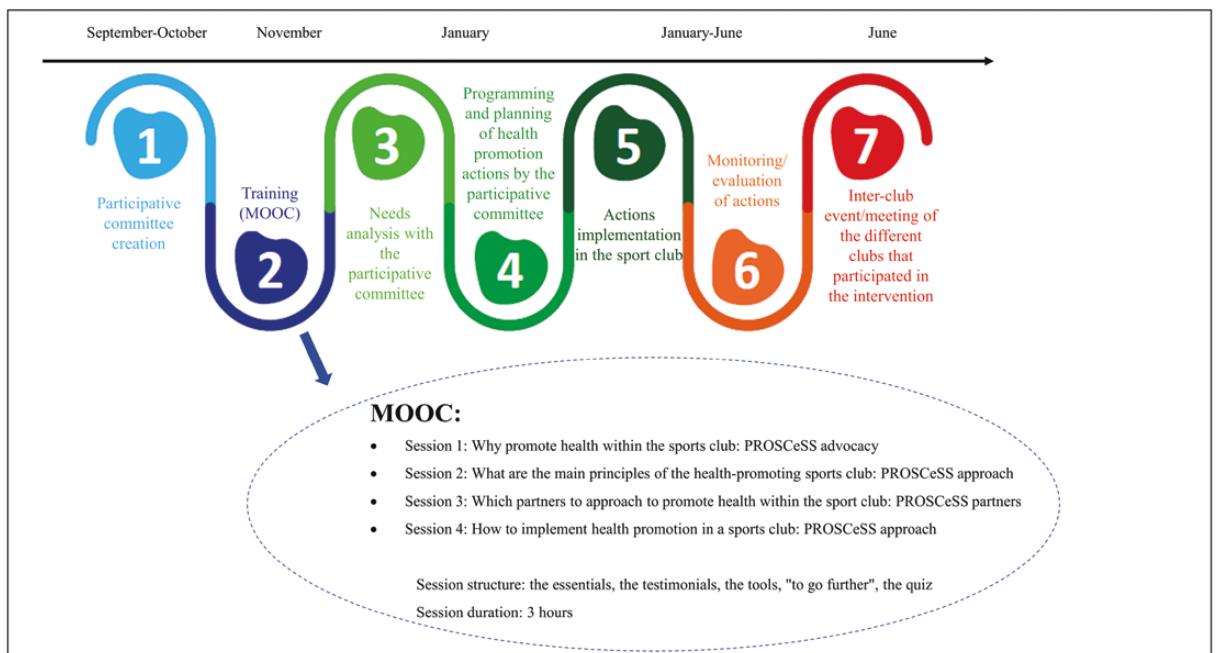 September-October
November
January
January-June
June
1
Participative
committee
creation
Training
(MOOC)
2
3
Needs
analysis with
the
participative
committee
Programming
and planning
of health
promotion
actions by the
participative
committee
4
5
Actions
implementation
in the sport club
Monitoring/
evaluation
of actions
6
7
Inter-club
event/meeting of
the different
clubs that
participated in
the intervention
MOOC:
• Session 1: Why promote health within the sports club: PROSCeSS advocacy
• Session 2: What are the main principles of the health-promoting sports club: PROSCeSS approach
• Session 3: Which partners to approach to promote health within the sport club: PROSCeSS partners
• Session 4: How to implement health promotion in a sports club: PROSCeSS approach
Session structure: the essentials, the testimonials, the tools, "to go further", the quiz
Session duration: 3 hours